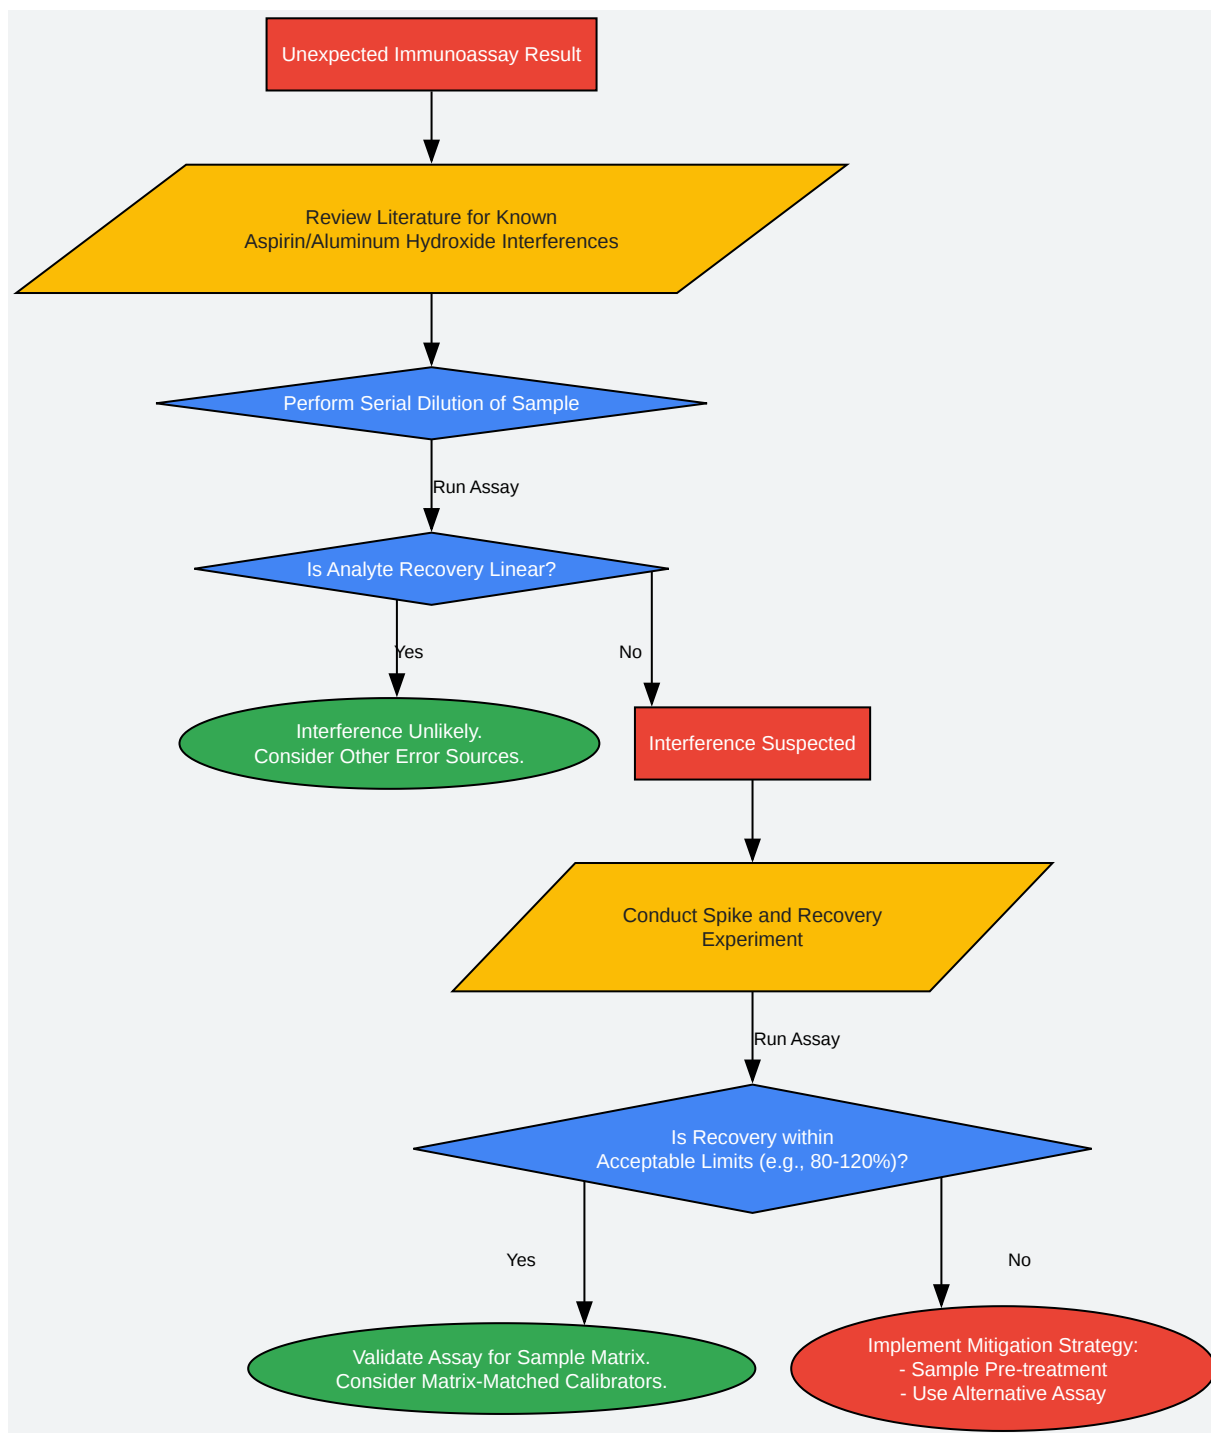 Unexpected Immunoassay Result
Review Literature for Known
Aspirin/Aluminum Hydroxide Interferences
Perform Serial Dilution of Sample
Run Assay
Is Analyte Recovery Linear?
Yes
No
Interference Unlikely.
Consider Other Error Sources.
Interference Suspected
Conduct Spike and Recovery
Experiment
Run Assay
Is Recovery within
Acceptable Limits (e.g., 80-120%)?
Yes
No
Validate Assay for Sample Matrix.
Consider Matrix-Matched Calibrators.
Implement Mitigation Strategy:
- Sample Pre-treatment
- Use Alternative Assay